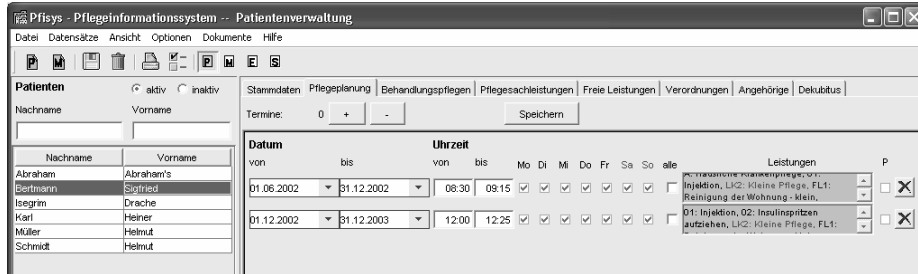 Pfisys - Pflegeinformationssystem -- Patientenverwaltung
Datei Datensätze Ansicht Optionen Dokumente Hilfe
P M P M E S
Patienten aktiv inaktiv
Nachname Vorname
Nachname Vorname
Abraham Abraham's
Bertmann Sigfried
Isegrim Drache
Karl Heiner
Müller Helmut
Schmidt Helmut
Stammdaten Pflegeplanung Behandlungspflegen Pflegesachleistungen Freie Leistungen Verordnungen Angehörige Dekubitus
Termine: 0 + - Speichern
Datum Uhrzeit
von bis von bis Mo Di Mi Do Fr Sa So alle Leistungen P
01.06.2002 31.12.2002 08:30 09:15
A: Häusliche Krankenpflege, 01:
Injektion, LK2: Kleine Pflege, FL1:
Reinigung der Wohnung - klein,
01.12.2002 31.12.2003 12:00 12:25
01: Injektion, 02: Insulinspritzen
aufziehen, LK2: Kleine Pflege, FL1: